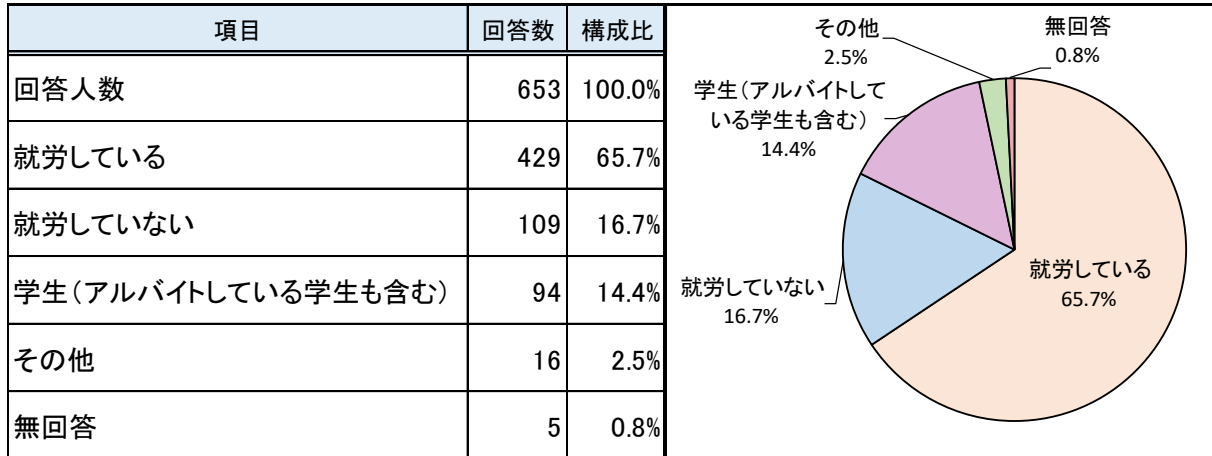 項目 回答数 構成比
回答人数 653 100.0%
就労している 429 65.7%
就労していない 109 16.7%
学生(アルバイトしている学生も含む) 94 14.4%
その他 16 2.5%
無回答 5 0.8%
その他
2.5%
無回答
0.8%
学生(アルバイトして
いる学生も含む)
14.4%
就労していない
16.7%
就労している
65.7%